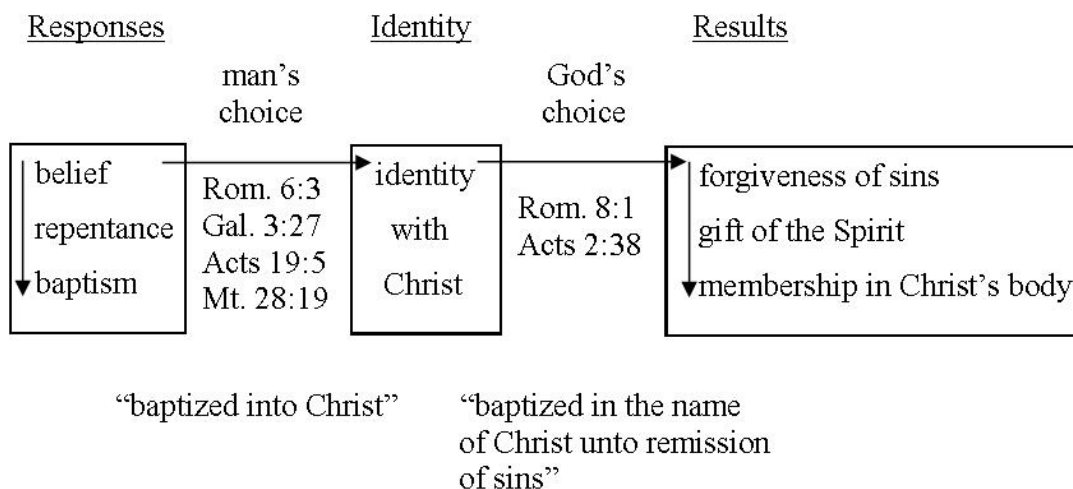 Responses
Identity
Results
man's
choice
God's
choice
belief
repentance
baptism
Rom. 6:3
Gal. 3:27
Acts 19:5
Mt. 28:19
identity
with
Christ
Rom. 8:1
Acts 2:38
forgiveness of sins
gift of the Spirit
membership in Christ's body
“baptized into Christ”
“baptized in the name
of Christ unto remission
of sins”